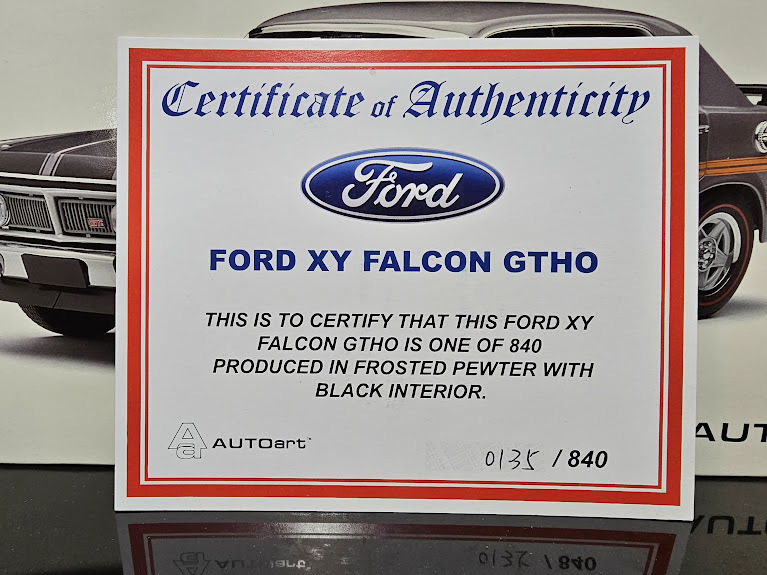 Certificate of Authenticity
Ford
FORD XY FALCON GTHO
THIS IS TO CERTIFY THAT THIS FORD XY
FALCON GTHO IS ONE OF 840
PRODUCED IN FROSTED PEWTER WITH
BLACK INTERIOR.
Aa AUTOart
0135 / 840
AUT